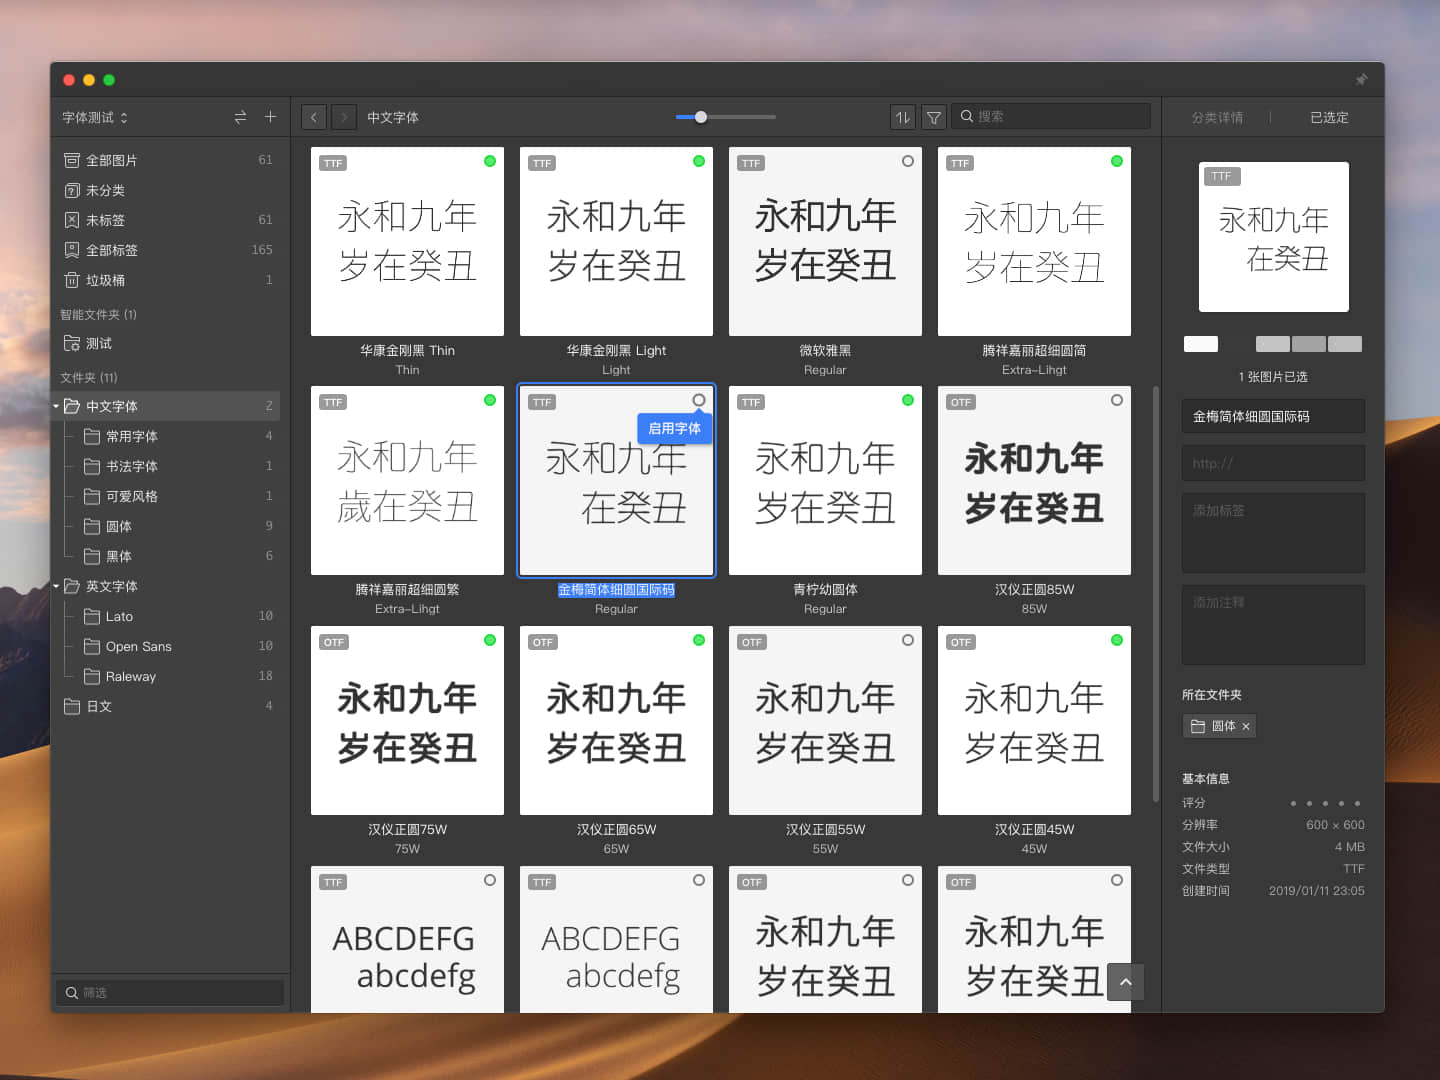 字体测试
中文字体
搜索
分类详情
已选定
全部图片 61
未分类
未标签 61
全部标签 165
垃圾桶 1
智能文件夹 (1)
测试
文件夹 (11)
中文字体 2
常用字体 4
书法字体 1
可爱风格 1
圆体 9
黑体 6
英文字体
Lato 10
Open Sans 10
Raleway 18
日文 4
筛选
TTF
永和九年
岁在癸丑
华康金刚黑 Thin
Thin
TTF
永和九年
岁在癸丑
华康金刚黑 Light
Light
TTF
永和九年
岁在癸丑
微软雅黑
Regular
TTF
永和九年
岁在癸丑
腾祥嘉丽超细圆简
Extra-Lihgt
TTF
永和九年
歲在癸丑
腾祥嘉丽超细圆繁
Extra-Lihgt
TTF
启用字体
永和九年
在癸丑
金梅简体细圆国际码
Regular
TTF
永和九年
岁在癸丑
青柠幼圆体
Regular
OTF
永和九年
岁在癸丑
汉仪正圆85W
85W
OTF
永和九年
岁在癸丑
汉仪正圆75W
75W
OTF
永和九年
岁在癸丑
汉仪正圆65W
65W
OTF
永和九年
岁在癸丑
汉仪正圆55W
55W
OTF
永和九年
岁在癸丑
汉仪正圆45W
45W
TTF
ABCDEFG
abcdefg
TTF
ABCDEFG
abcdefg
OTF
永和九年
岁在癸丑
OTF
永和九年
岁在癸丑
TTF
永和九年
在癸丑
1 张图片已选
金梅简体细圆国际码
http://
添加标签
添加注释
所在文件夹
圆体 ×
基本信息
评分
分辨率 600 × 600
文件大小 4 MB
文件类型 TTF
创建时间 2019/01/11 23:05